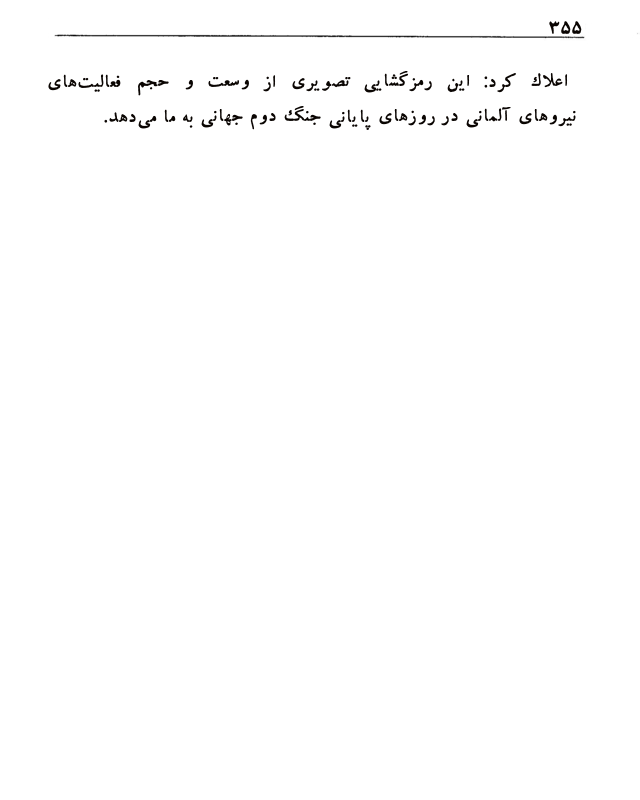 ۳۵۵
اعلاك کرد: این رمزگشایی تصویری از وسعت و حجم فعالیت‌های
نیروهای آلمانی در روزهای پایانی جنگ دوم جهانی به ما می‌دهد.